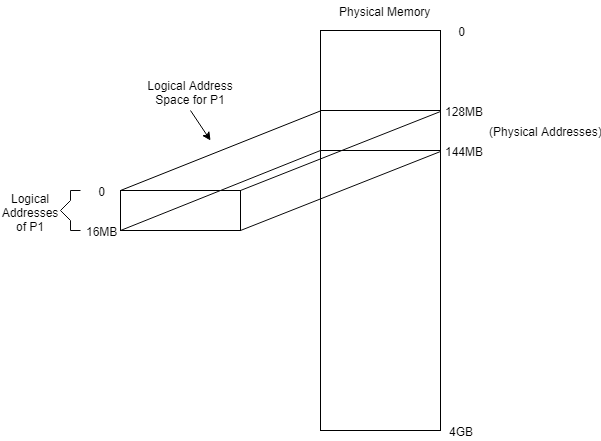 Physical Memory
0
Logical Address
Space for P1
128MB
(Physical Addresses)
144MB
0
Logical
Addresses
of P1
16MB
4GB